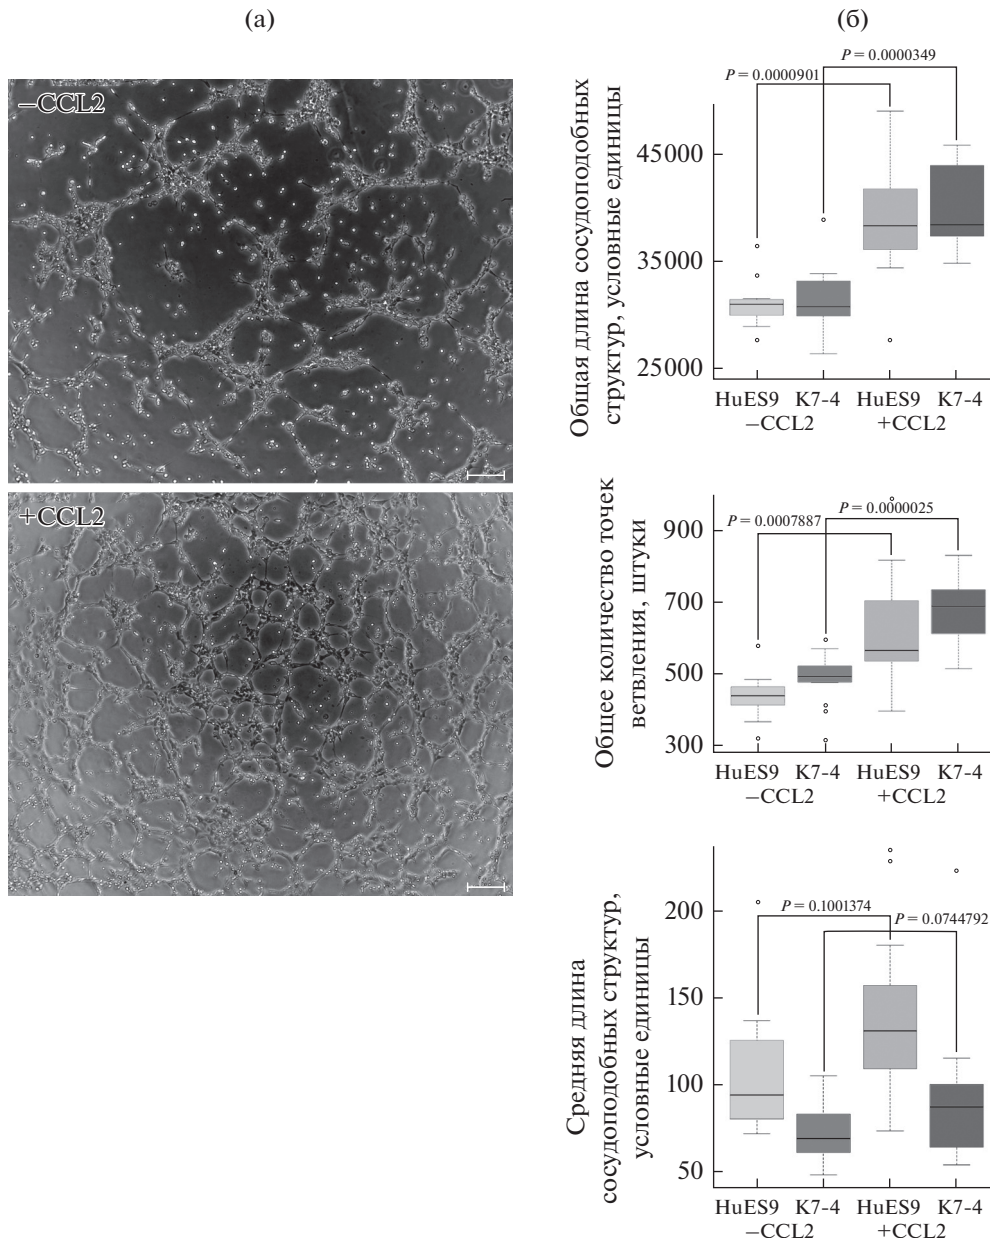 (а)
(б)
–CCL2
+CCL2
Общая длина сосудоподобных
структур, условные единицы
P = 0.0000349
P = 0.0000901
45000
35000
25000
HuES9 K7-4 HuES9 K7-4
–CCL2 +CCL2
Общее количество точек
ветвления, штуки
P = 0.0007887
P = 0.0000025
900
700
500
300
HuES9 K7-4 HuES9 K7-4
–CCL2 +CCL2
Средняя длина
сосудоподобных структур,
условные единицы
P = 0.1001374
P = 0.0744792
200
150
100
50
HuES9 K7-4 HuES9 K7-4
–CCL2 +CCL2